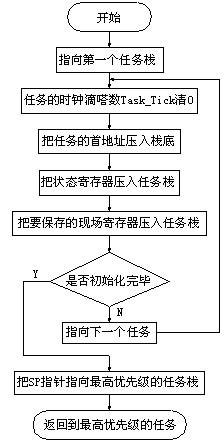 开始
指向第一个任务栈
任务的时钟滴嗒数Task_Tick清0
把任务的首地址压入栈底
把状态寄存器压入任务栈
把要保存的现场寄存器压入任务栈
是否初始化完毕
Y
N
指向下一个任务
把SP指针指向最高优先级的任务栈
返回到最高优先级的任务